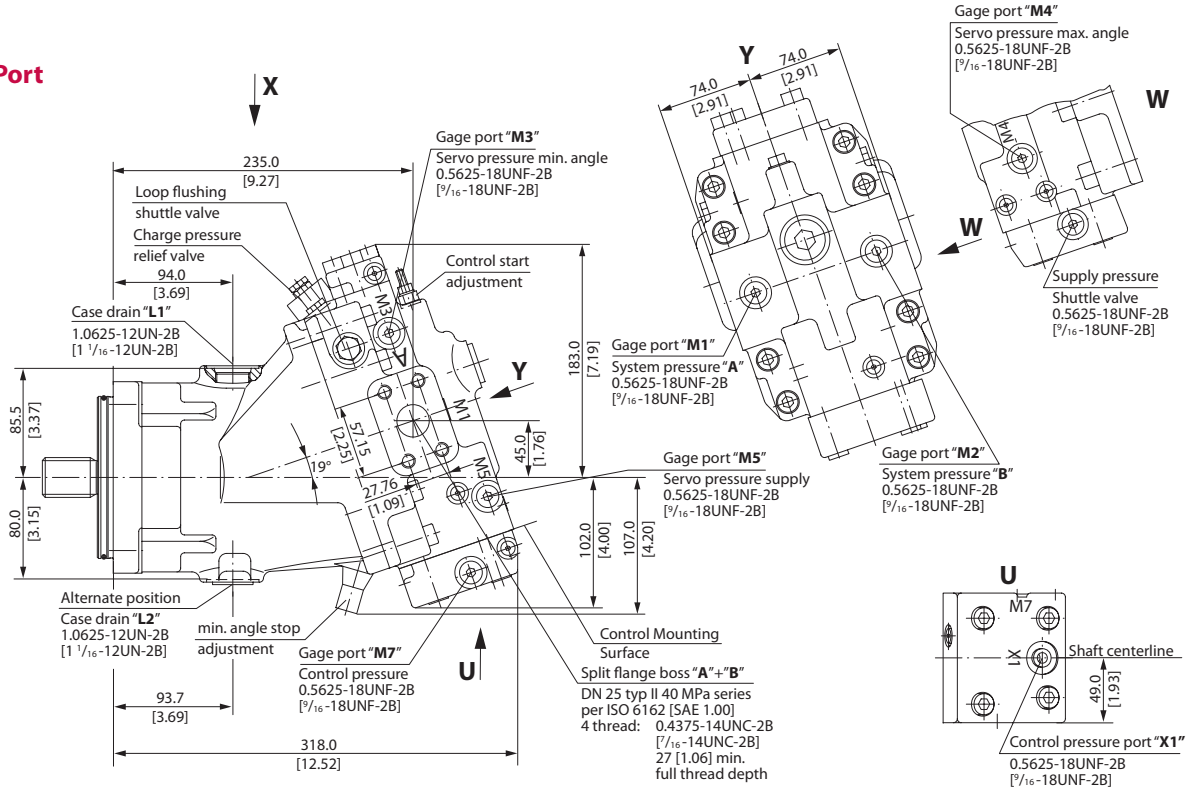 Port
X
235.0
[9.27]
Loop flushing
shuttle valve
Charge pressure
relief valve
94.0
[3.69]
Case drain "L1"
1.0625-12UN-2B
[1 1/16-12UN-2B]
85.5
[3.37]
80.0
[3.15]
Gage port "M3"
Servo pressure min. angle
0.5625-18UNF-2B
[9/16-18UNF-2B]
Control start
adjustment
M3
A
M1
M5
Y
183.0
[7.19]
57.15
[2.25]
19°
27.76
[1.09]
45.0
[1.76]
102.0
[4.00]
107.0
[4.20]
Gage port "M5"
Servo pressure supply
0.5625-18UNF-2B
[9/16-18UNF-2B]
Alternate position
Case drain "L2"
1.0625-12UN-2B
[1 1/16-12UN-2B]
min. angle stop
adjustment
Gage port "M7"
Control pressure
0.5625-18UNF-2B
[9/16-18UNF-2B]
U
Control Mounting
Surface
Split flange boss "A"+"B"
DN 25 typ II 40 MPa series
per ISO 6162 [SAE 1.00]
4 thread: 0.4375-14UNC-2B
[7/16-14UNC-2B]
27 [1.06] min.
full thread depth
93.7
[3.69]
318.0
[12.52]
Y
74.0
[2.91]
74.0
[2.91]
W
Gage port "M1"
System pressure "A"
0.5625-18UNF-2B
[9/16-18UNF-2B]
Gage port "M2"
System pressure "B"
0.5625-18UNF-2B
[9/16-18UNF-2B]
Gage port "M4"
Servo pressure max. angle
0.5625-18UNF-2B
[9/16-18UNF-2B]
W
M4
Supply pressure
Shuttle valve
0.5625-18UNF-2B
[9/16-18UNF-2B]
U
M7
X1
Shaft centerline
49.0
[1.93]
Control pressure port "X1"
0.5625-18UNF-2B
[9/16-18UNF-2B]